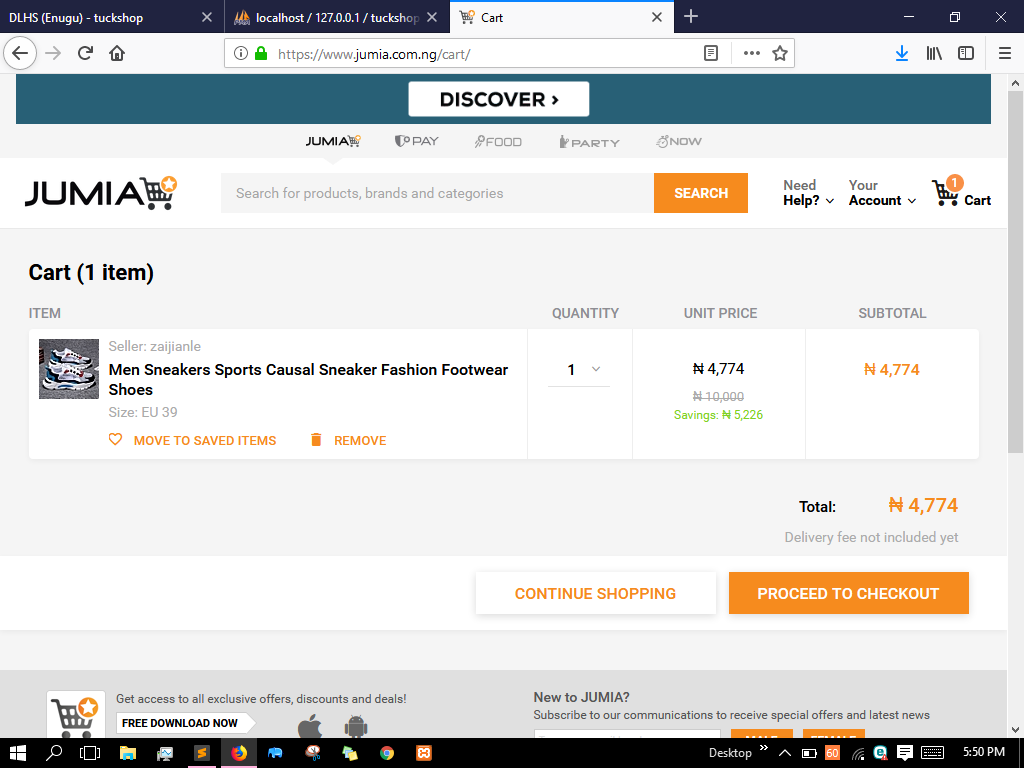 DLHS (Enugu) - tuckshop
localhost / 127.0.0.1 / tuckshop
Cart
https://www.jumia.com.ng/cart/
DISCOVER ›
JUMIA
PAY
FOOD
PARTY
NOW
JUMIA
Search for products, brands and categories
SEARCH
Need
Help?
Your
Account
1
Cart
Cart (1 item)
ITEM
QUANTITY
UNIT PRICE
SUBTOTAL
Seller: zaijianle
Men Sneakers Sports Causal Sneaker Fashion Footwear
Shoes
Size: EU 39
MOVE TO SAVED ITEMS
REMOVE
1
₦ 4,774
₦ 10,000
Savings: ₦ 5,226
₦ 4,774
Total:
₦ 4,774
Delivery fee not included yet
CONTINUE SHOPPING
PROCEED TO CHECKOUT
Get access to all exclusive offers, discounts and deals!
FREE DOWNLOAD NOW
New to JUMIA?
Subscribe to our communications to receive special offers and latest news
MALE
FEMALE
Desktop
60
5:50 PM